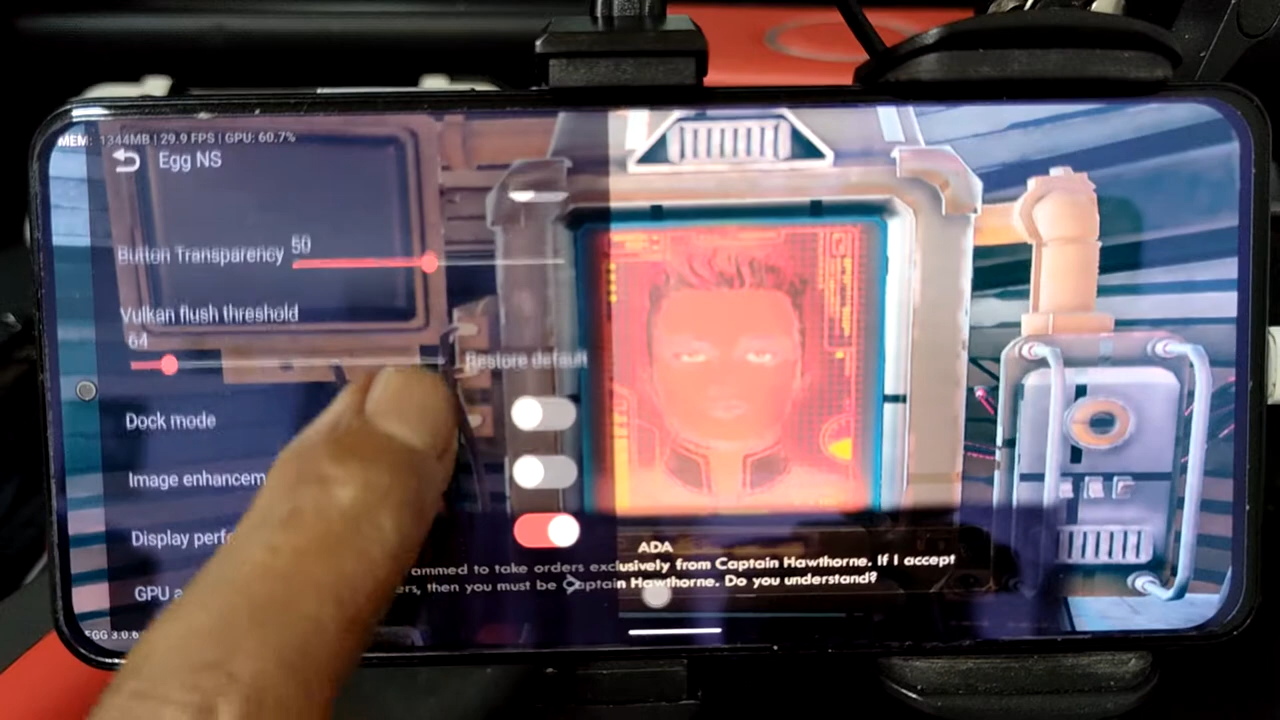 MEM: 1344MB | 29.9 FPS | GPU: 60.7%
Egg NS
Button Transparency 50
Vulkan flush threshold
64
Restore default
Dock mode
Image enhancem
Display perfo
GPU a
ADA
ammed to take orders exclusively from Captain Hawthorne. If I accept
ers, then you must be Captain Hawthorne. Do you understand?
EGG 3.0.6